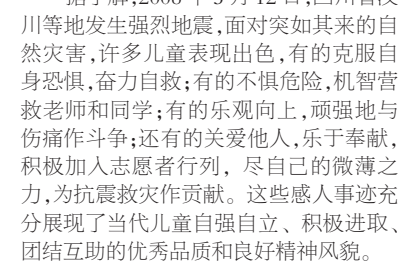 川等地发生强烈地震,面对突如其来的自
然灾害,许多儿童表现出色,有的克服自
身恐惧,奋力自救;有的不惧危险,机智营
救老师和同学;有的乐观向上,顽强地与
伤痛作斗争;还有的关爱他人,乐于奉献,
积极加入志愿者行列, 尽自己的微薄之
力,为抗震救灾作贡献。这些感人事迹充
分展现了当代儿童自强自立、积极进取、
团结互助的优秀品质和良好精神风貌。